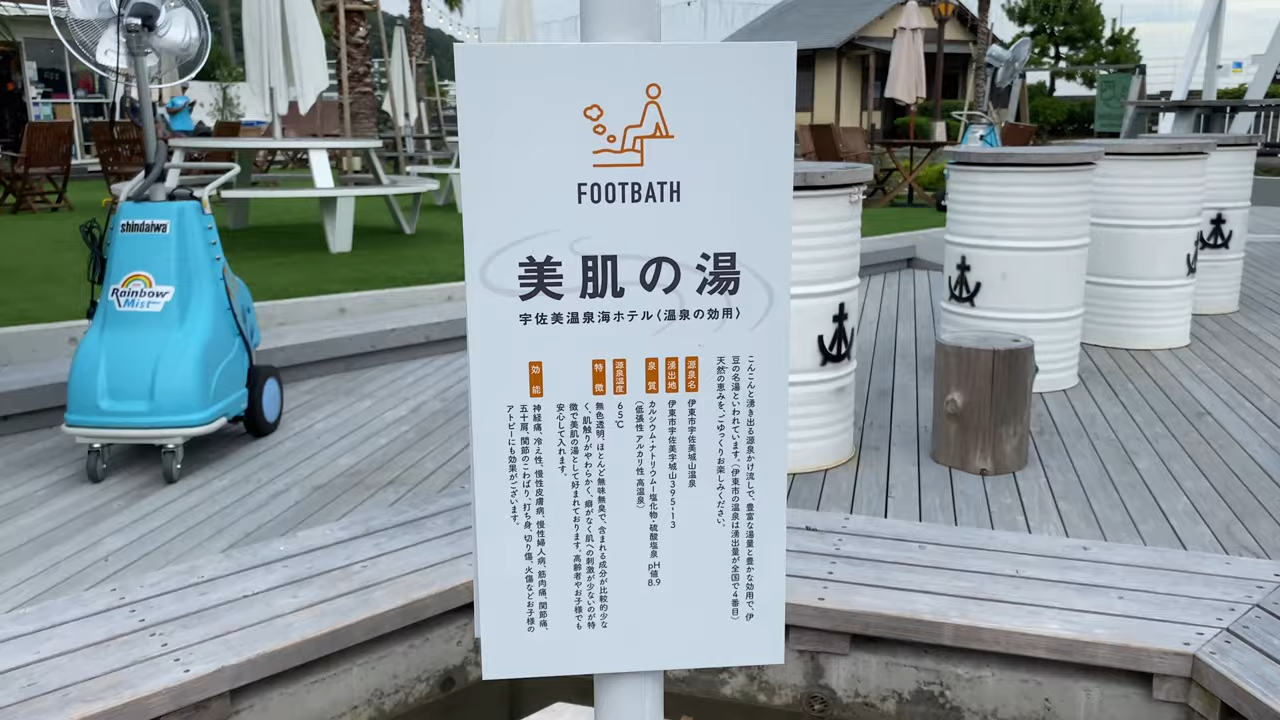 FOOTBATH
美肌の湯
宇佐美温泉海ホテル〈温泉の効用〉
こんこんと湧き出る源泉かけ流しで、豊富な湯量と豊かな効用で、伊
豆の名湯といわれています。(伊東市の温泉は湧出量が全国で4番目)
天然の恵みを、ごゆっくりお楽しみください。
源泉名 伊東市宇佐美城山温泉
湧出地 伊東市宇佐美宇城山395-13
泉質 カルシウム・ナトリウムー塩化物・硫酸塩泉 pH値8.9
(低張性 アルカリ性 高温泉)
源泉温度 65℃
特徴 無色透明、ほとんど無味無臭で、含まれる成分が比較的少な
く、肌触りがやわらかく、癖がなく肌への刺激が少ないのが特
徴で美肌の湯として好まれております。高齢者やお子様でも
安心して入れます。
効能 神経痛、冷え性、慢性皮膚病、慢性婦人病、筋肉痛、関節痛、
五十肩、関節のこわばり、打ち身、切り傷、火傷などお子様の
アトピーにも効果がございます。
shindaiwa
Rainbow
Mist